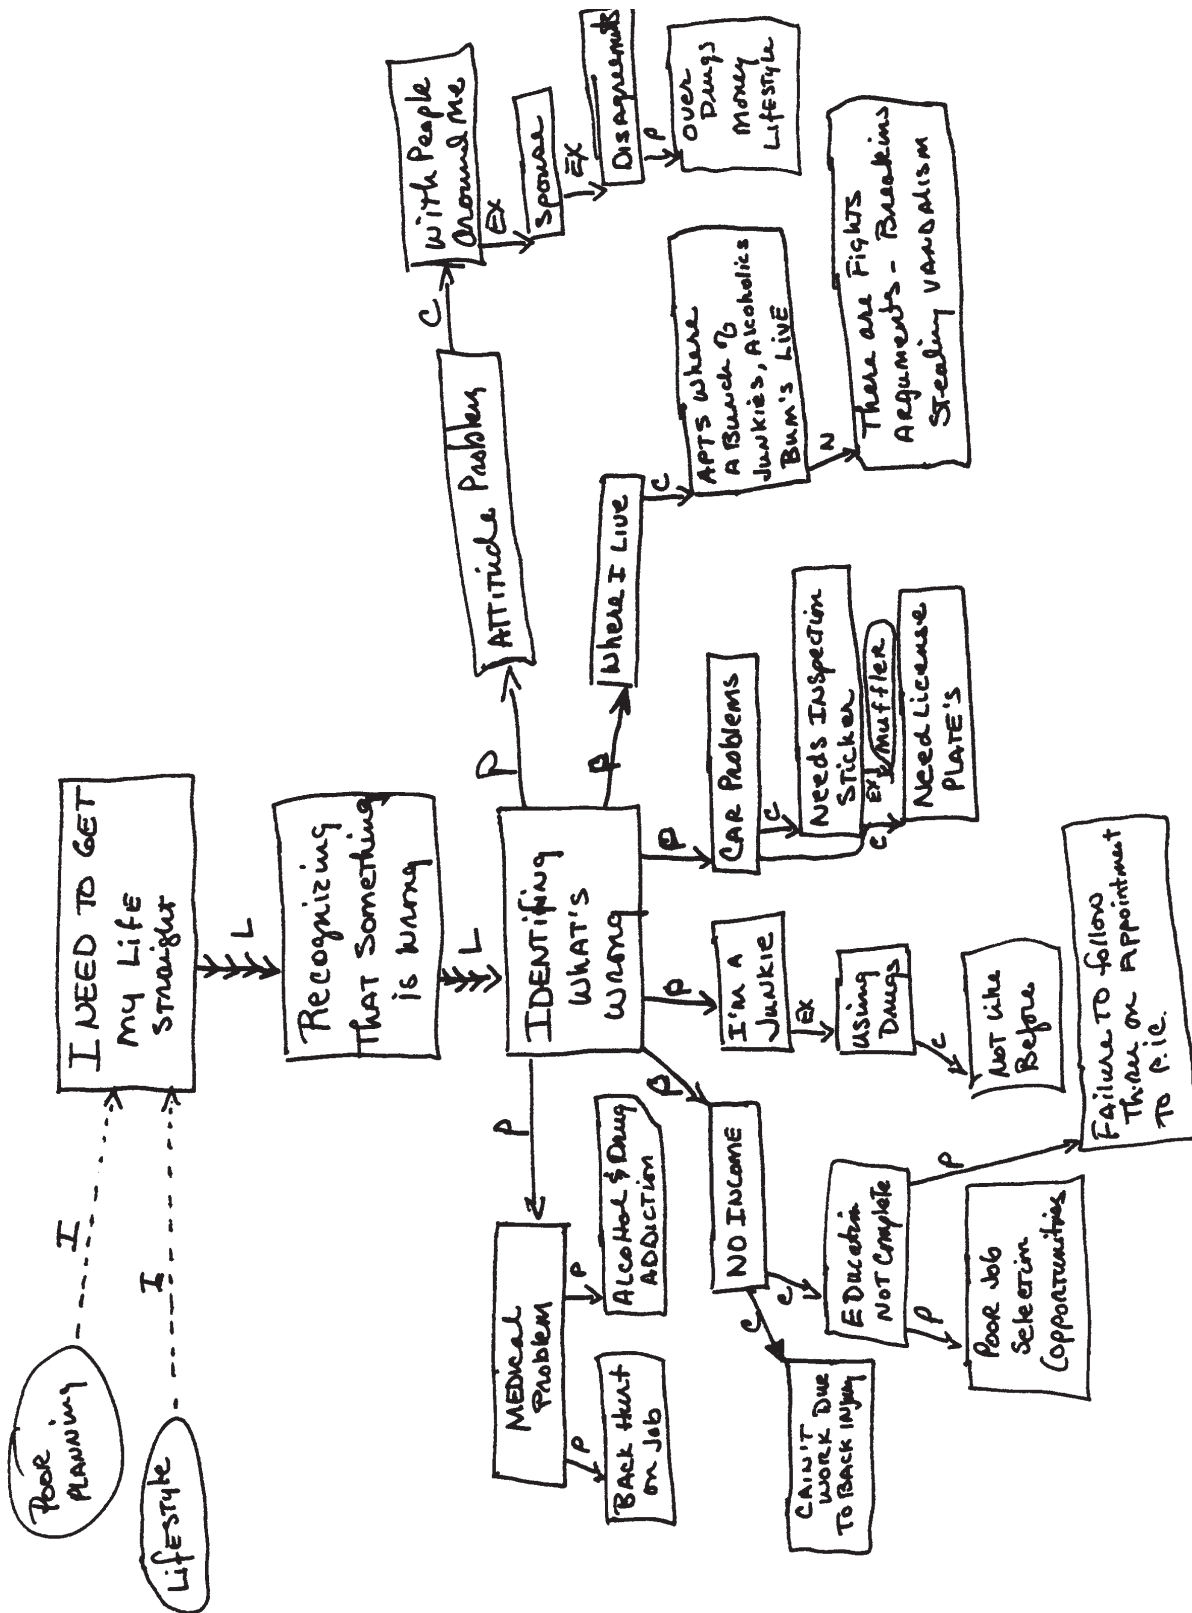 POOR
PLANNING
I
LifeSTyle
I
I NEED TO GET
My Life
STraight
L
Recognizing
THAT SomeThing
is Wrong
L
IDENTifing
WHAT'S
Wrong
P
MEDical
Problem
P
BACK Hurt
on Job
P
AlcoHol & Drug
ADDICTION
P
NO INCOME
C
CAIN'T
WORK Due
To BACK INjury
C
EDucation
NOT Complete
P
POOR Job
Selection
(OPPORTunities
P
FAilure To follow
Thru on Appointment
To P.I.C.
P
I'm A
Junkie
EX
Using
Drugs
C
NoT Like
Before
P
CAR Problems
C
Needs INspection
Sticker
EX
Muffler
C
Need License
PLATE'S
P
Where I Live
C
APTS Where
A Bunch of
Junkies, Alcoholics
Bum's LIVE
N
There are Fights
Arguments - Breakins
Stealing VANDALISM
P
ATTITude Problem
C
With People
Around Me
EX
Spouse
EX
Disagreements
P
Over
Drugs
Money
LifesTyle